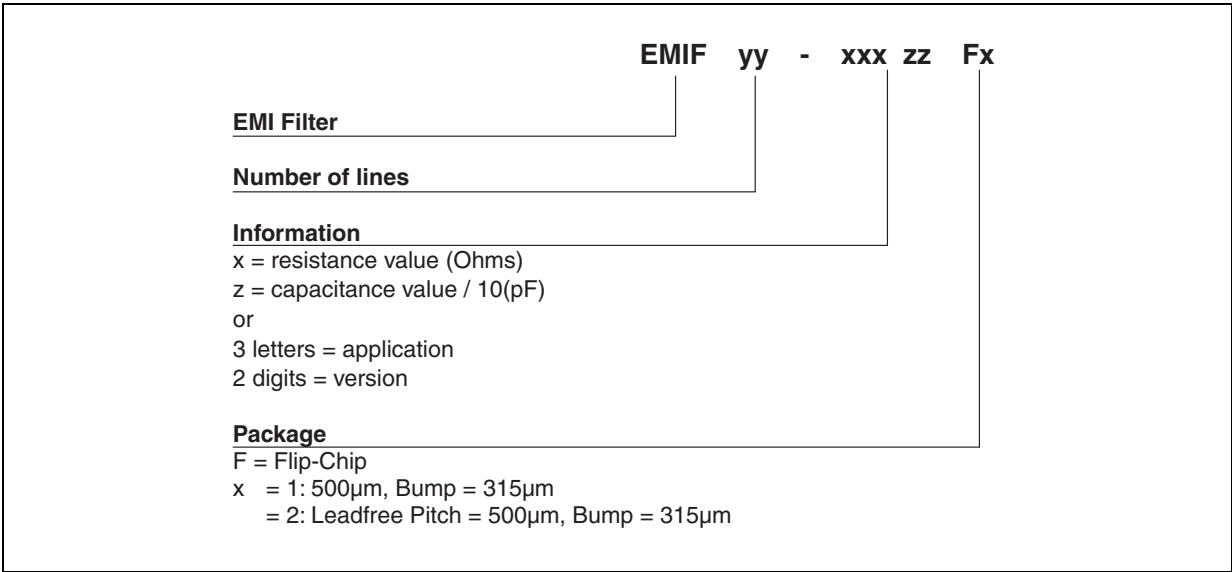 EMIF yy - xxx zz Fx
EMI Filter
Number of lines
Information
x = resistance value (Ohms)
z = capacitance value / 10(pF)
or
3 letters = application
2 digits = version
Package
F = Flip-Chip
x = 1: 500µm, Bump = 315µm
= 2: Leadfree Pitch = 500µm, Bump = 315µm